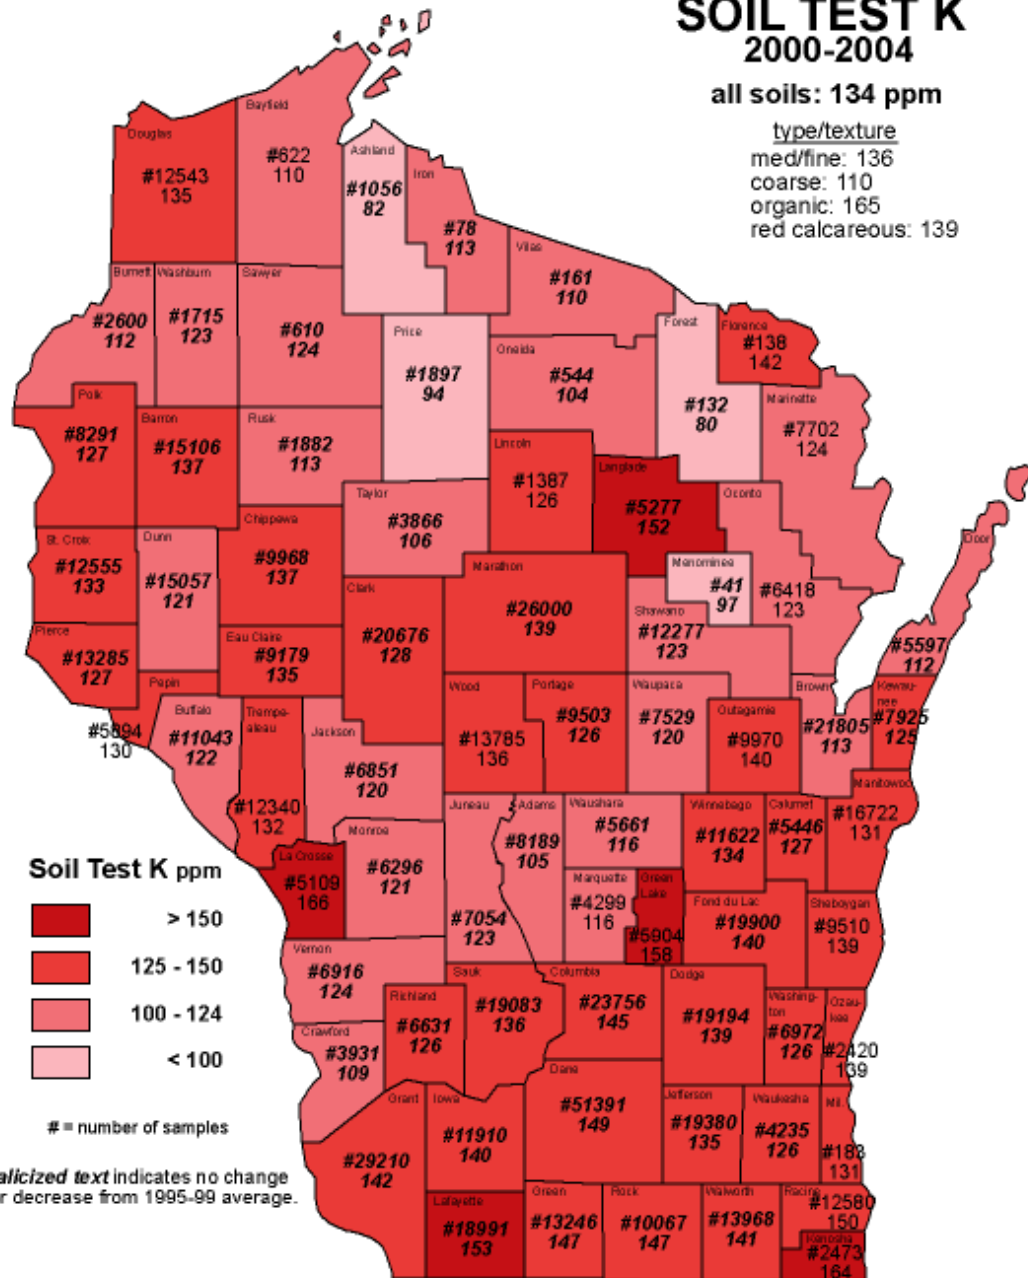 SOIL TEST K
2000-2004
all soils: 134 ppm
type/texture
med/fine: 136
coarse: 110
organic: 165
red calcareous: 139
Douglas
#12543
135
Bayfield
#622
110
Ashland
#1056
82
Iron
#78
113
Vilas
#161
110
Burnett
#2600
112
Washburn
#1715
123
Sawyer
#610
124
Price
#1897
94
Oneida
#544
104
Forest
#132
80
Florence
#138
142
Marinette
#7702
124
Polk
#8291
127
Barron
#15106
137
Rusk
#1882
113
Lincoln
#1387
126
Langlade
#5277
152
Taylor
#3866
106
Oconto
#6418
123
Chippewa
#9968
137
St. Croix
#12555
133
Dunn
#15057
121
Menominee
#41
97
Door
#5597
112
Marathon
#26000
139
Clark
#20676
128
Shawano
#12277
123
Pierce
#13285
127
Eau Claire
#9179
135
Pepin
#5894
130
Buffalo
#11043
122
Trempe-
aleau
#12340
132
Jackson
#6851
120
Wood
#13785
136
Portage
#9503
126
Waupaca
#7529
120
Outagamie
#9970
140
Brown
#21805
113
Kewau-
nee
#7925
125
Manitowoc
#16722
131
Juneau
#7054
123
Adams
#8189
105
Waushara
#5661
116
Winnebago
#11622
134
Calumet
#5446
127
La Crosse
#5109
166
Monroe
#6296
121
Marquette
#4299
116
Green
Lake
#5904
158
Fond du Lac
#19900
140
Sheboygan
#9510
139
Vernon
#6916
124
Sauk
#19083
136
Columbia
#23756
145
Dodge
#19194
139
Washing-
ton
#6972
126
Ozau-
kee
#2420
139
Richland
#6631
126
Crawford
#3931
109
Grant
#29210
142
Iowa
#11910
140
Dane
#51391
149
Jefferson
#19380
135
Waukesha
#4235
126
Mil.
#183
131
Lafayette
#18991
153
Green
#13246
147
Rock
#10067
147
Walworth
#13968
141
Racine
#12580
150
Kenosha
#2473
164
Soil Test K ppm
> 150
125 - 150
100 - 124
< 100
# = number of samples
alicized text indicates no change
r decrease from 1995-99 average.